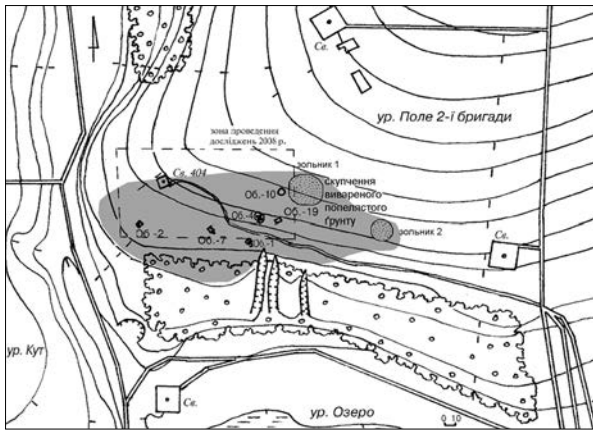 Св.
ур. Поле 2-ї бригади
зона проведення
досліджень 2008 р.
зольник 1
Св. 404
скупчення
вивареного
попелястого
ґрунту
Об.-10
Об.-4
Об.-19
Об.-2
Об.-7
Об.-1
зольник 2
Св.
ур. Кут
Св.
ур. Озеро
0 10